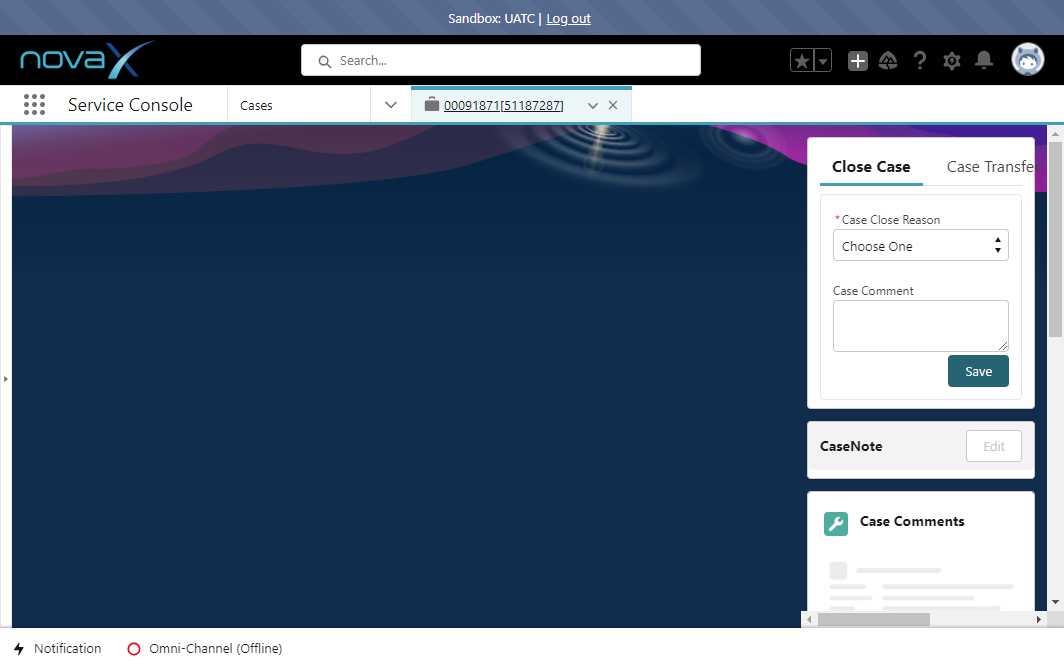 Sandbox: UATC | Log out
novaX
Search...
Service Console
Cases
00091871[51187287]
Close Case
Case Transfer
*Case Close Reason
Choose One
Case Comment
Save
CaseNote
Edit
Case Comments
Notification
Omni-Channel (Offline)